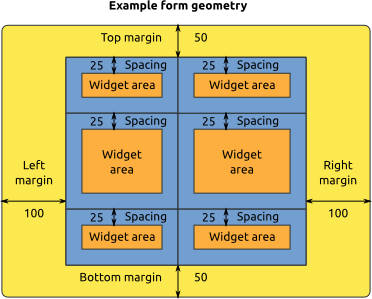 Example form geometry
Top margin 50
25 Spacing 25 Spacing
Widget area Widget area
25 Spacing 25 Spacing
Widget
area
Widget
area
Left
margin
Right
margin
100 100
25 Spacing 25 Spacing
Widget area Widget area
Bottom margin 50